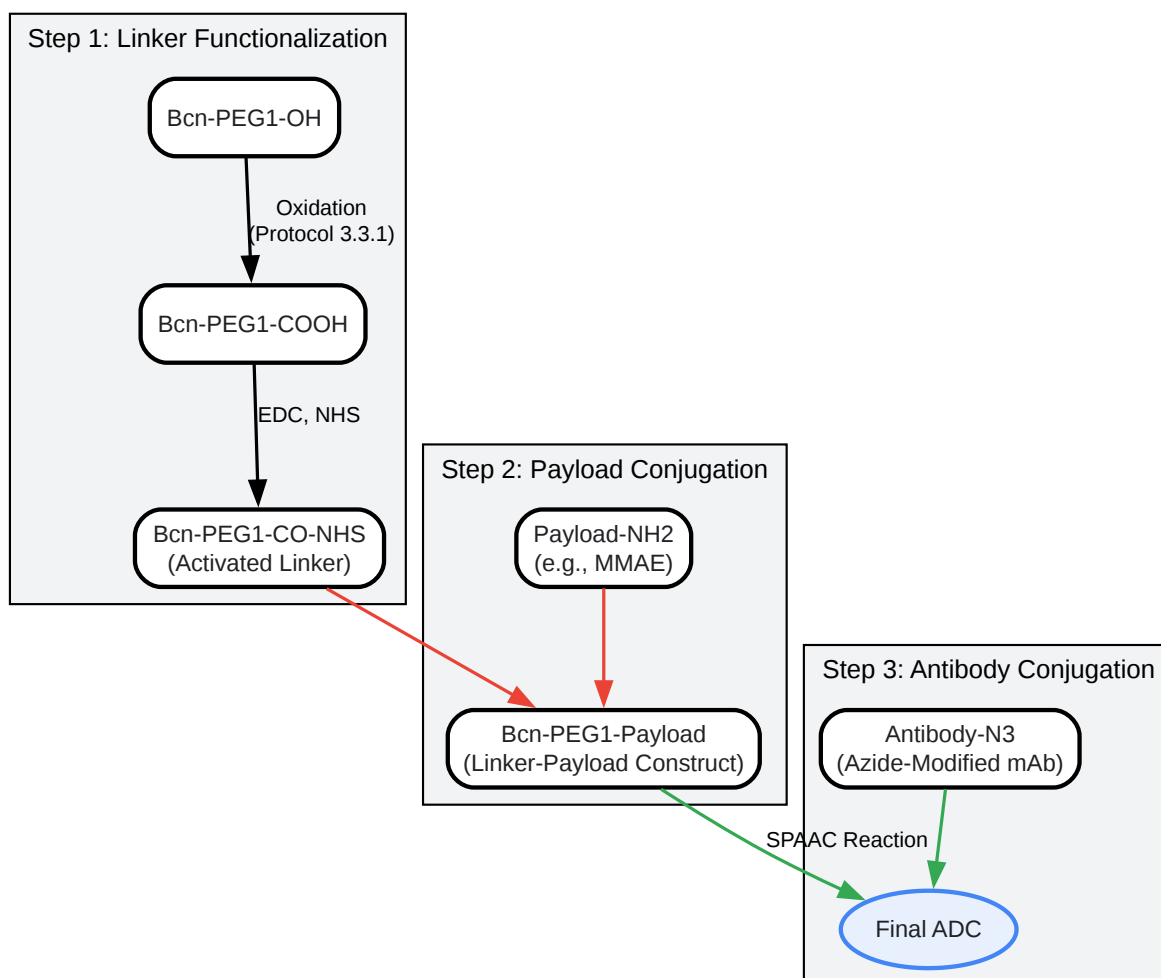 Step 1: Linker Functionalization
Bcn-PEG1-OH
Oxidation
(Protocol 3.3.1)
Bcn-PEG1-COOH
EDC, NHS
Bcn-PEG1-CO-NHS
(Activated Linker)
Step 2: Payload Conjugation
Payload-NH2
(e.g., MMAE)
Bcn-PEG1-Payload
(Linker-Payload Construct)
Step 3: Antibody Conjugation
Antibody-N3
(Azide-Modified mAb)
SPAAC Reaction
Final ADC